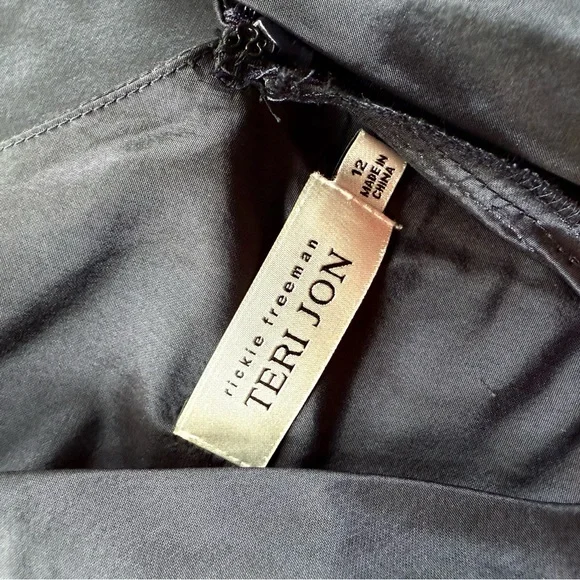 12
MADE IN
CHINA
rickie freeman
TERI JON